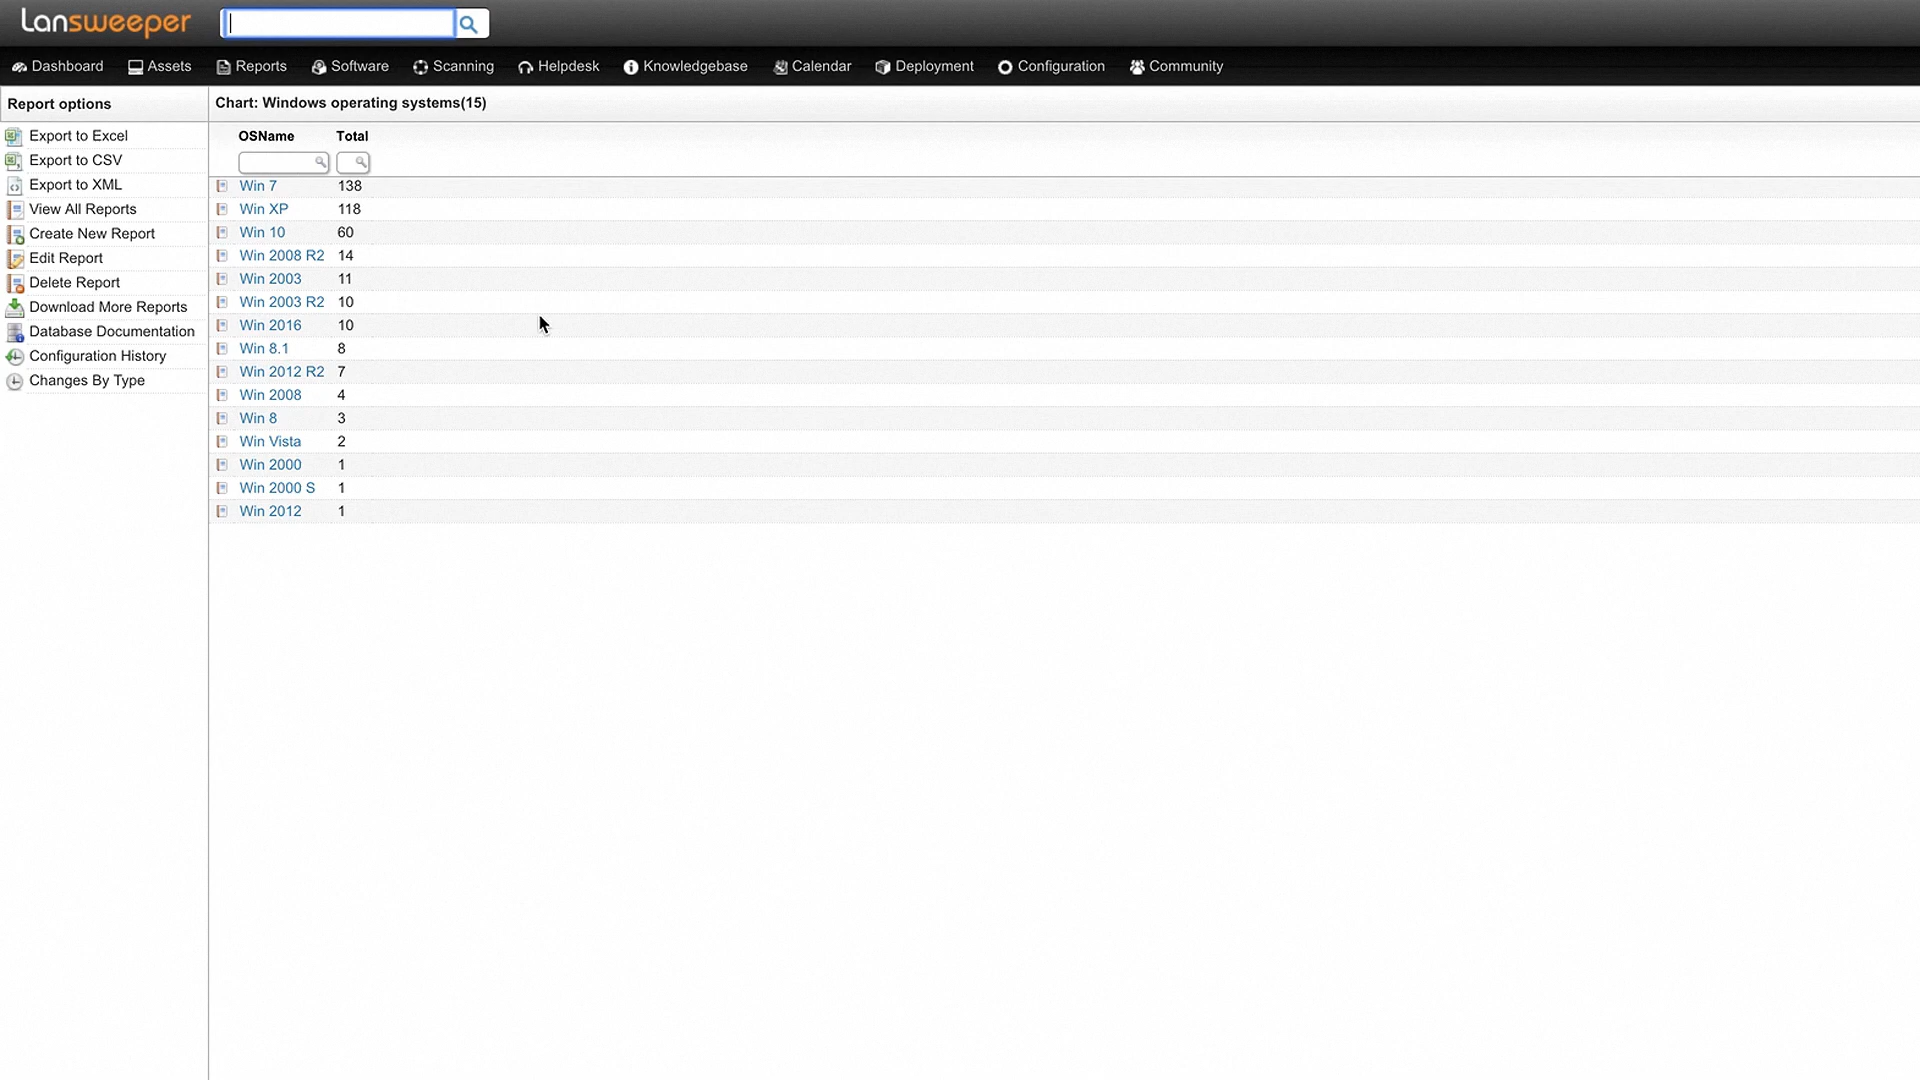 Lansweeper
Dashboard Assets Reports Software Scanning Helpdesk Knowledgebase Calendar Deployment Configuration Community
Report options
Export to Excel
Export to CSV
Export to XML
View All Reports
Create New Report
Edit Report
Delete Report
Download More Reports
Database Documentation
Configuration History
Changes By Type
Chart: Windows operating systems(15)
OSName Total
Win 7 138
Win XP 118
Win 10 60
Win 2008 R2 14
Win 2003 11
Win 2003 R2 10
Win 2016 10
Win 8.1 8
Win 2012 R2 7
Win 2008 4
Win 8 3
Win Vista 2
Win 2000 1
Win 2000 S 1
Win 2012 1